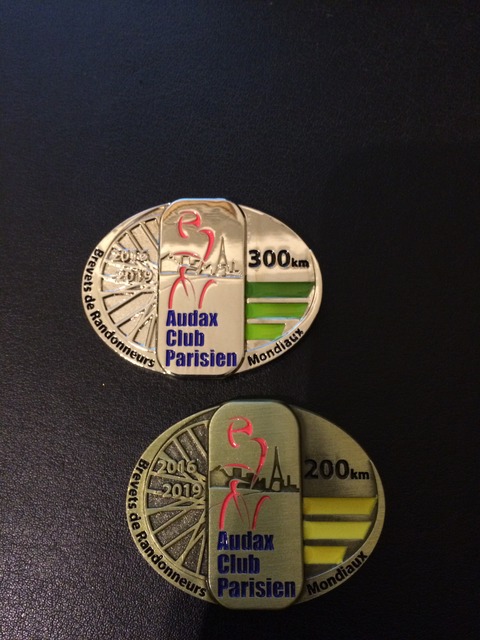 Brevets de Randonneurs
2016
2019
300km
Audax
Club
Parisien
Mondiaux
Brevets de Randonneurs
2016
2019
200km
Audax
Club
Parisien
Mondiaux